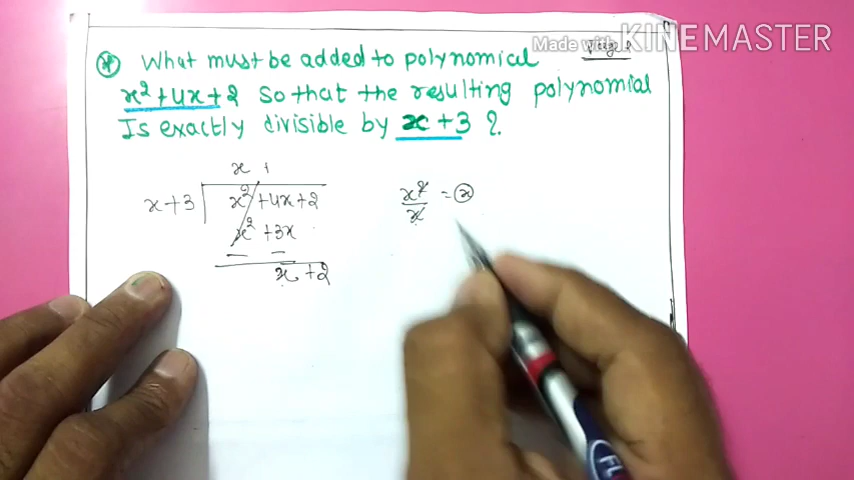 Made with KINEMASTER
What must be added to polynomial
x²+4x+2 so that the resulting polynomial
Is exactly divisible by x+3 ?
x +
x+3 x²+4x+2
x²+3x
− −
x+2
x²/x = x